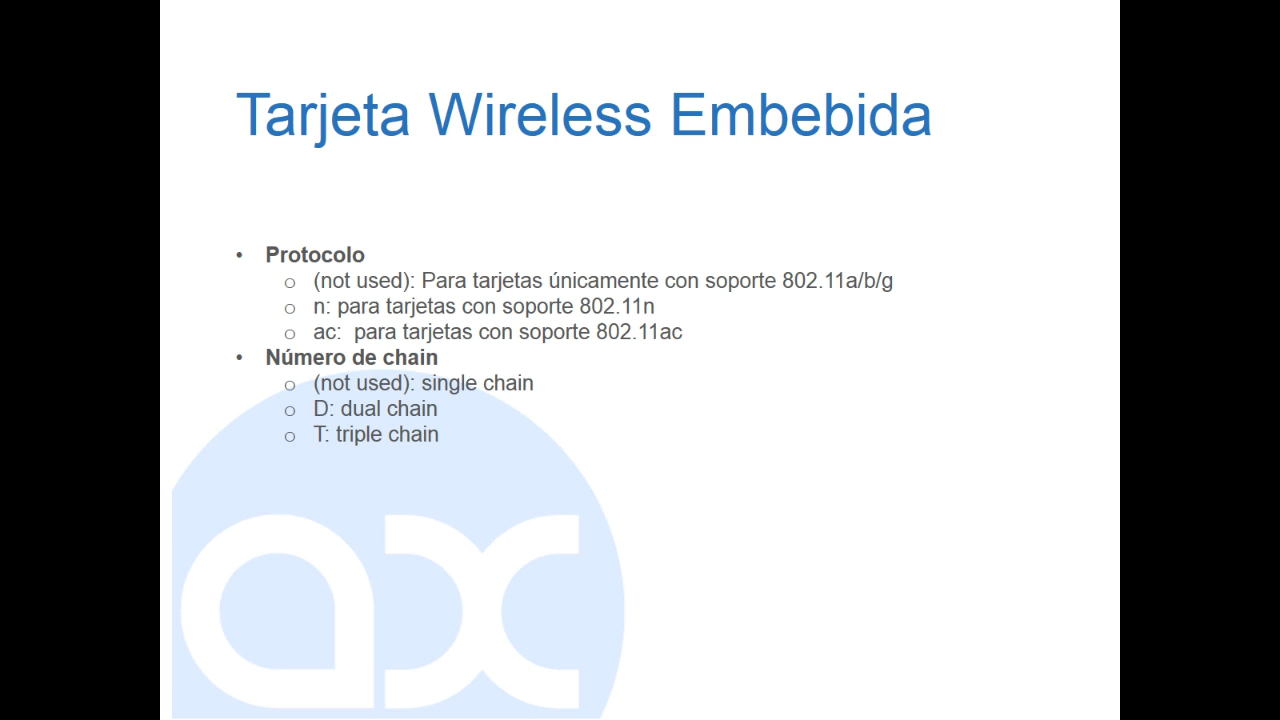 Tarjeta Wireless Embebida
• Protocolo
o (not used): Para tarjetas únicamente con soporte 802.11a/b/g
o n: para tarjetas con soporte 802.11n
o ac:  para tarjetas con soporte 802.11ac
• Número de chain
o (not used): single chain
o D: dual chain
o T: triple chain
ax